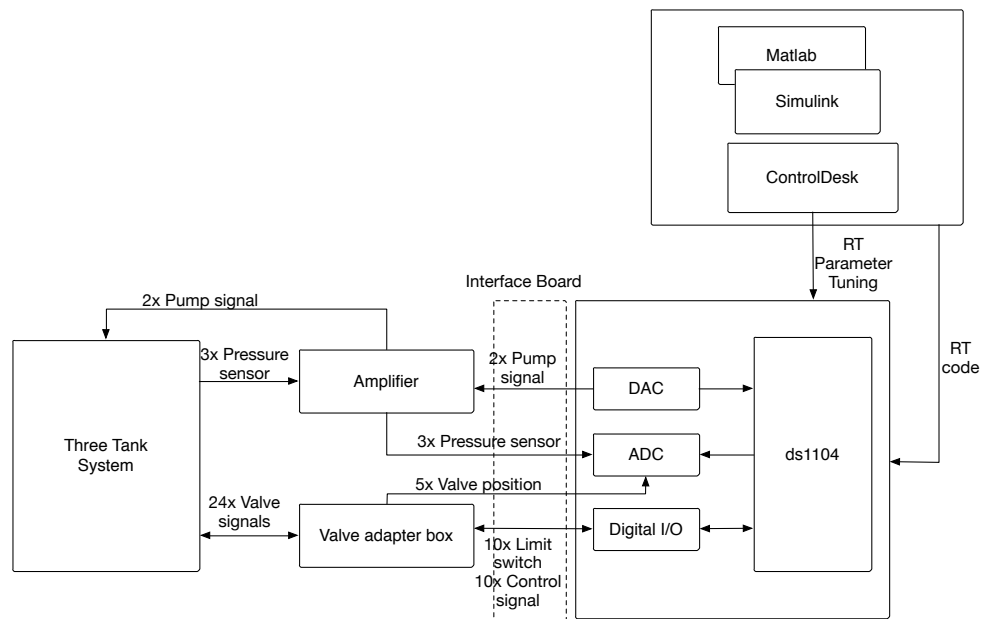 Matlab
Simulink
ControlDesk
RT
Parameter
Tuning
Interface Board
2x Pump signal
3x Pressure
sensor
Amplifier
2x Pump
signal
DAC
RT
code
Three Tank
System
3x Pressure sensor
ADC
ds1104
5x Valve position
24x Valve
signals
Valve adapter box
Digital I/O
10x Limit
switch
10x Control
signal